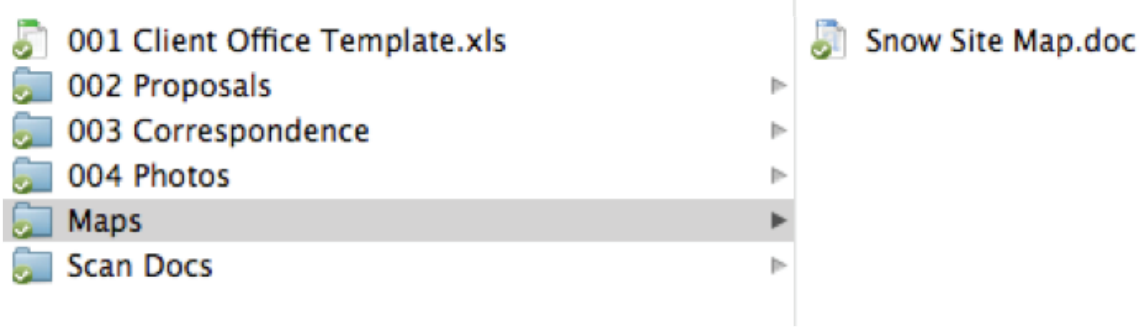 001 Client Office Template.xls
002 Proposals
003 Correspondence
004 Photos
Maps
Scan Docs
Snow Site Map.doc